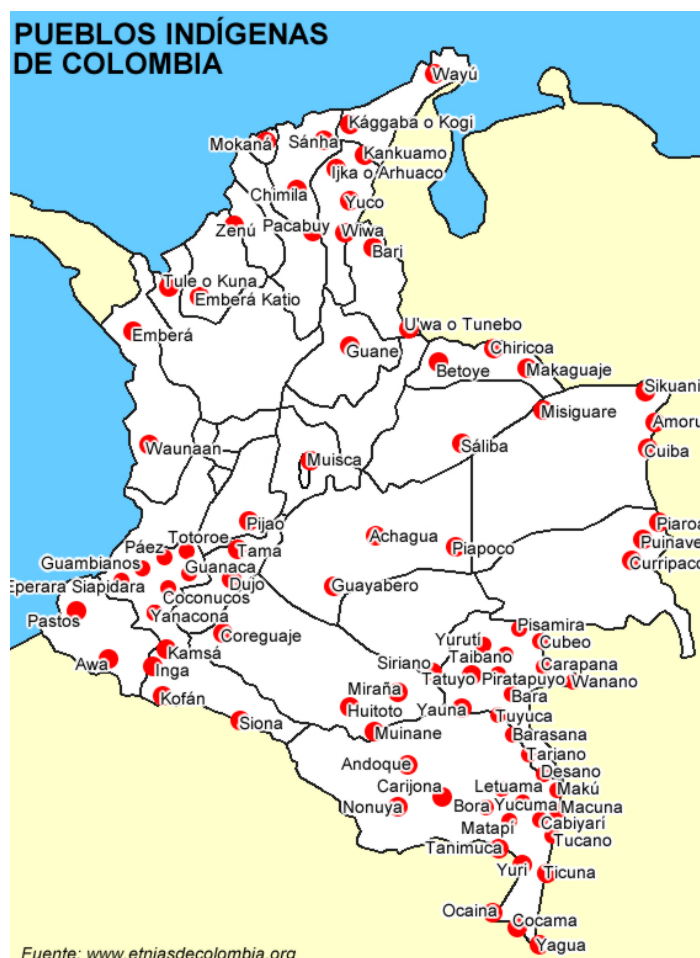 PUEBLOS INDÍGENAS
DE COLOMBIA
Wayú
Kággaba o Kogi
Mokaná
Sánha
Kankuamo
Ijka o Arhuaco
Chimila
Yuco
Zenú
Pacabuy
Wiwa
Bari
Tule o Kuna
Emberá Katio
Emberá
U'wa o Tunebo
Guane
Chiricoa
Betoye
Makaguaje
Sikuani
Misiguare
Amoru
Waunaan
Sáliba
Cuiba
Muisca
Pijao
Achagua
Piaroa
Totoroe
Puinave
Páez
Tama
Piapoco
Guambianos
Guanaca
Curripaco
Eperara Siapidara
Dujo
Guayabero
Coconucos
Pastos
Yanacona
Coreguaje
Pisamira
Yurutí
Cubeo
Kamsá
Taibano
Awa
Inga
Siriano
Carapana
Tatuyo
Piratapuyo
Wanano
Kofán
Miraña
Bara
Huitoto
Yauna
Siona
Tuyuca
Muinane
Barasana
Tariano
Andoque
Desano
Carijona
Letuama
Makú
Nonuya
Bora
Yucuma
Macuna
Matapí
Cabiyarí
Tucano
Tanimuca
Yuri
Ticuna
Ocaina
Cocama
Yagua
Fuente: www.etniasdecolombia.org